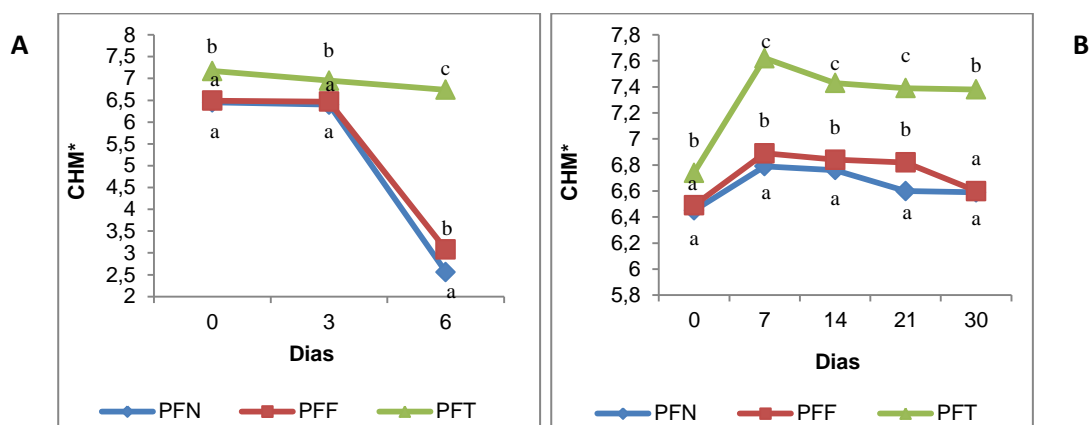 A
8
7,5
7
6,5
6
5,5
5
4,5
4
3,5
3
2,5
2
CHM*
b
b
c
a
a
a
a
b
a
0 3 6
Dias
PFN PFF PFT
B
7,8
7,6
7,4
7,2
7
6,8
6,6
6,4
6,2
6
5,8
CHM*
c
c
c
b
b
b
b
b
a
a
a
a
a
a
a
0 7 14 21 30
Dias
PFN PFF PFT